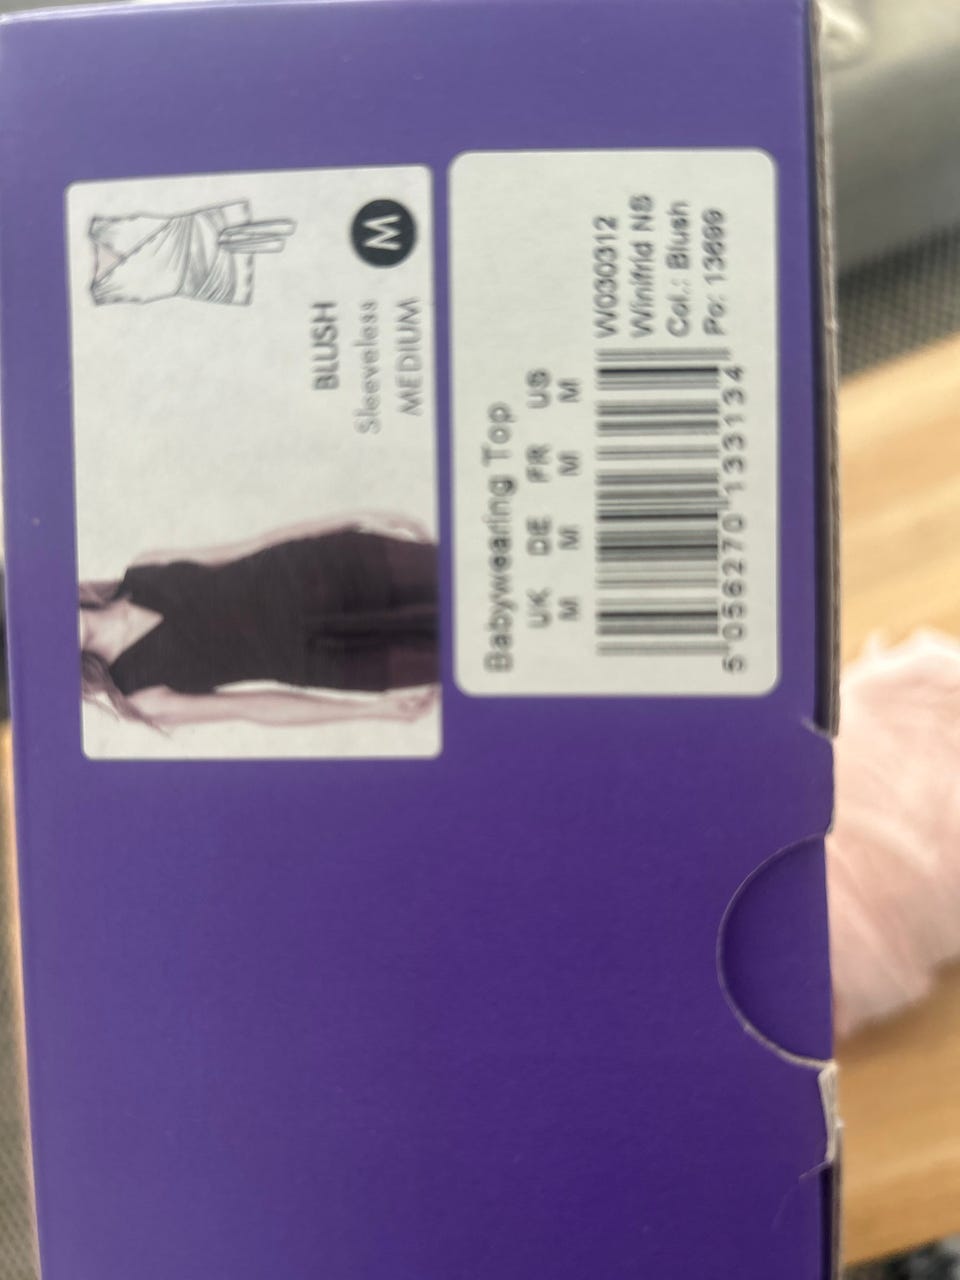 M
BLUSH
Sleeveless
MEDIUM
Babywearing Top
UK DE FR US
M M M M
W030312
Winifrid NS
Col.: Blush
Po: 13699
5 056270 133134